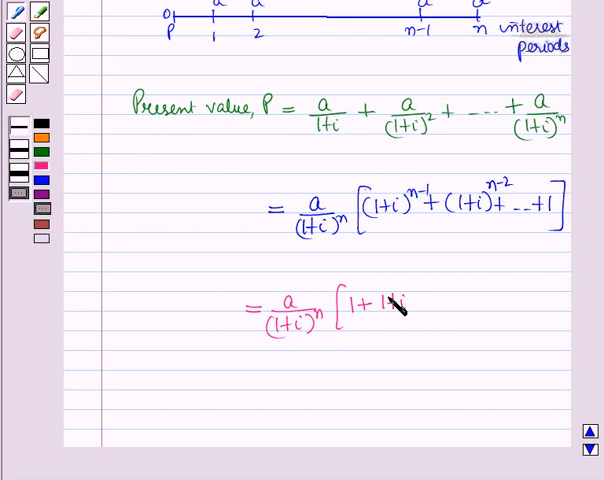 a a a a
0 P 1 2 n-1 n interest
periods
Present value, P = a/(1+i) + a/(1+i)^2 + ---- + a/(1+i)^n
= a/(1+i)^n [(1+i)^{n-1} + (1+i)^{n-2} + -- +1]
= a/(1+i)^n [1+ 1+i